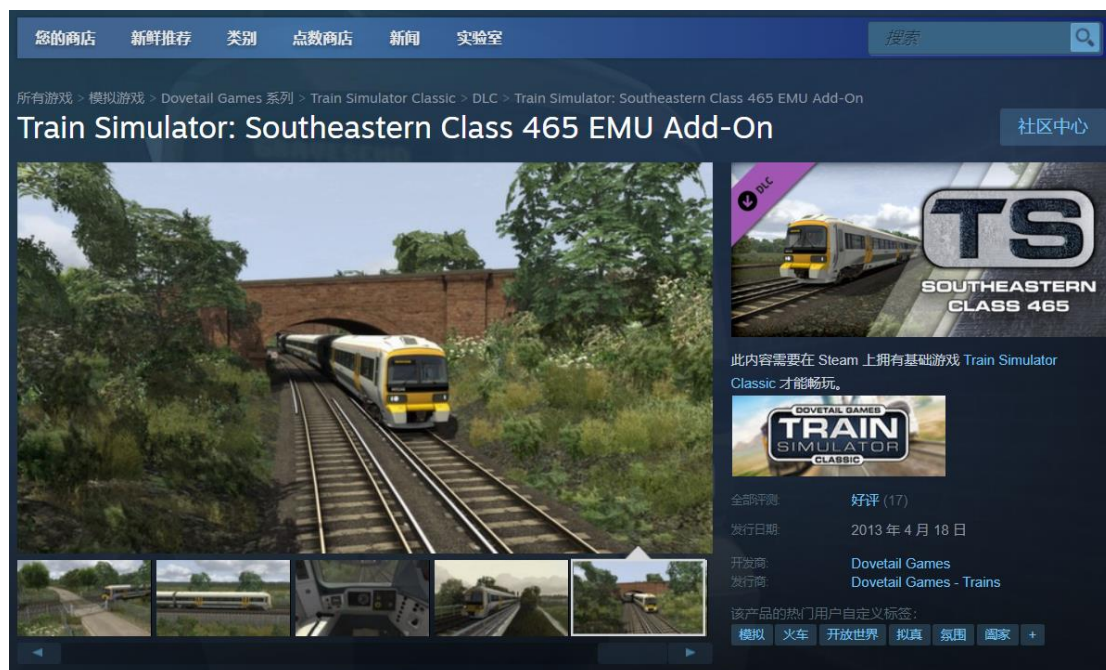 您的商店 新鲜推荐 类别 点数商店 新闻 实验室 搜索
所有游戏 > 模拟游戏 > Dovetail Games 系列 > Train Simulator Classic > DLC > Train Simulator: Southeastern Class 465 EMU Add-On
Train Simulator: Southeastern Class 465 EMU Add-On
社区中心
DLC
TS
SOUTHEASTERN
CLASS 465
此内容需要在 Steam 上拥有基础游戏 Train Simulator
Classic 才能畅玩。
DOVETAIL GAMES
TRAIN
SIMULATOR
CLASSIC
全部评测: 好评 (17)
发行日期: 2013 年 4 月 18 日
开发商: Dovetail Games
发行商: Dovetail Games - Trains
该产品的热门用户自定义标签:
模拟 火车 开放世界 拟真 氛围 阖家 +